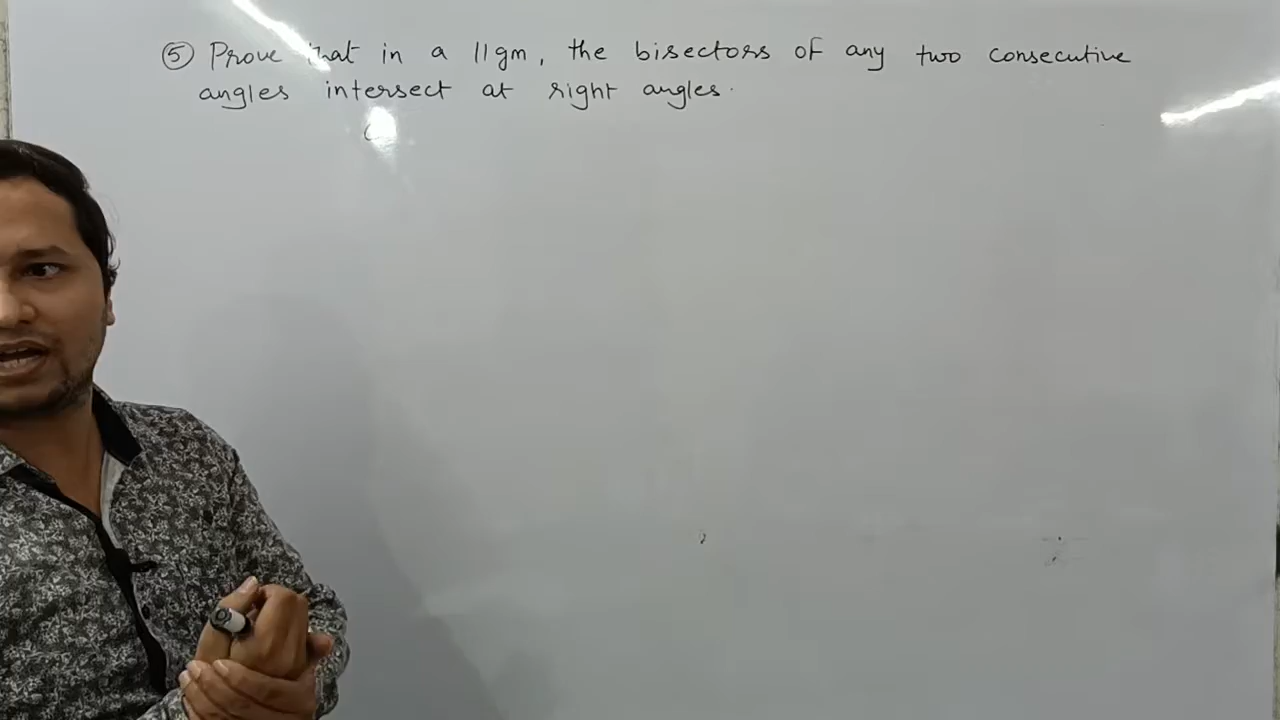 ⑤ Prove that in a ||gm, the bisectors of any two consecutive
angles intersect at right angles.